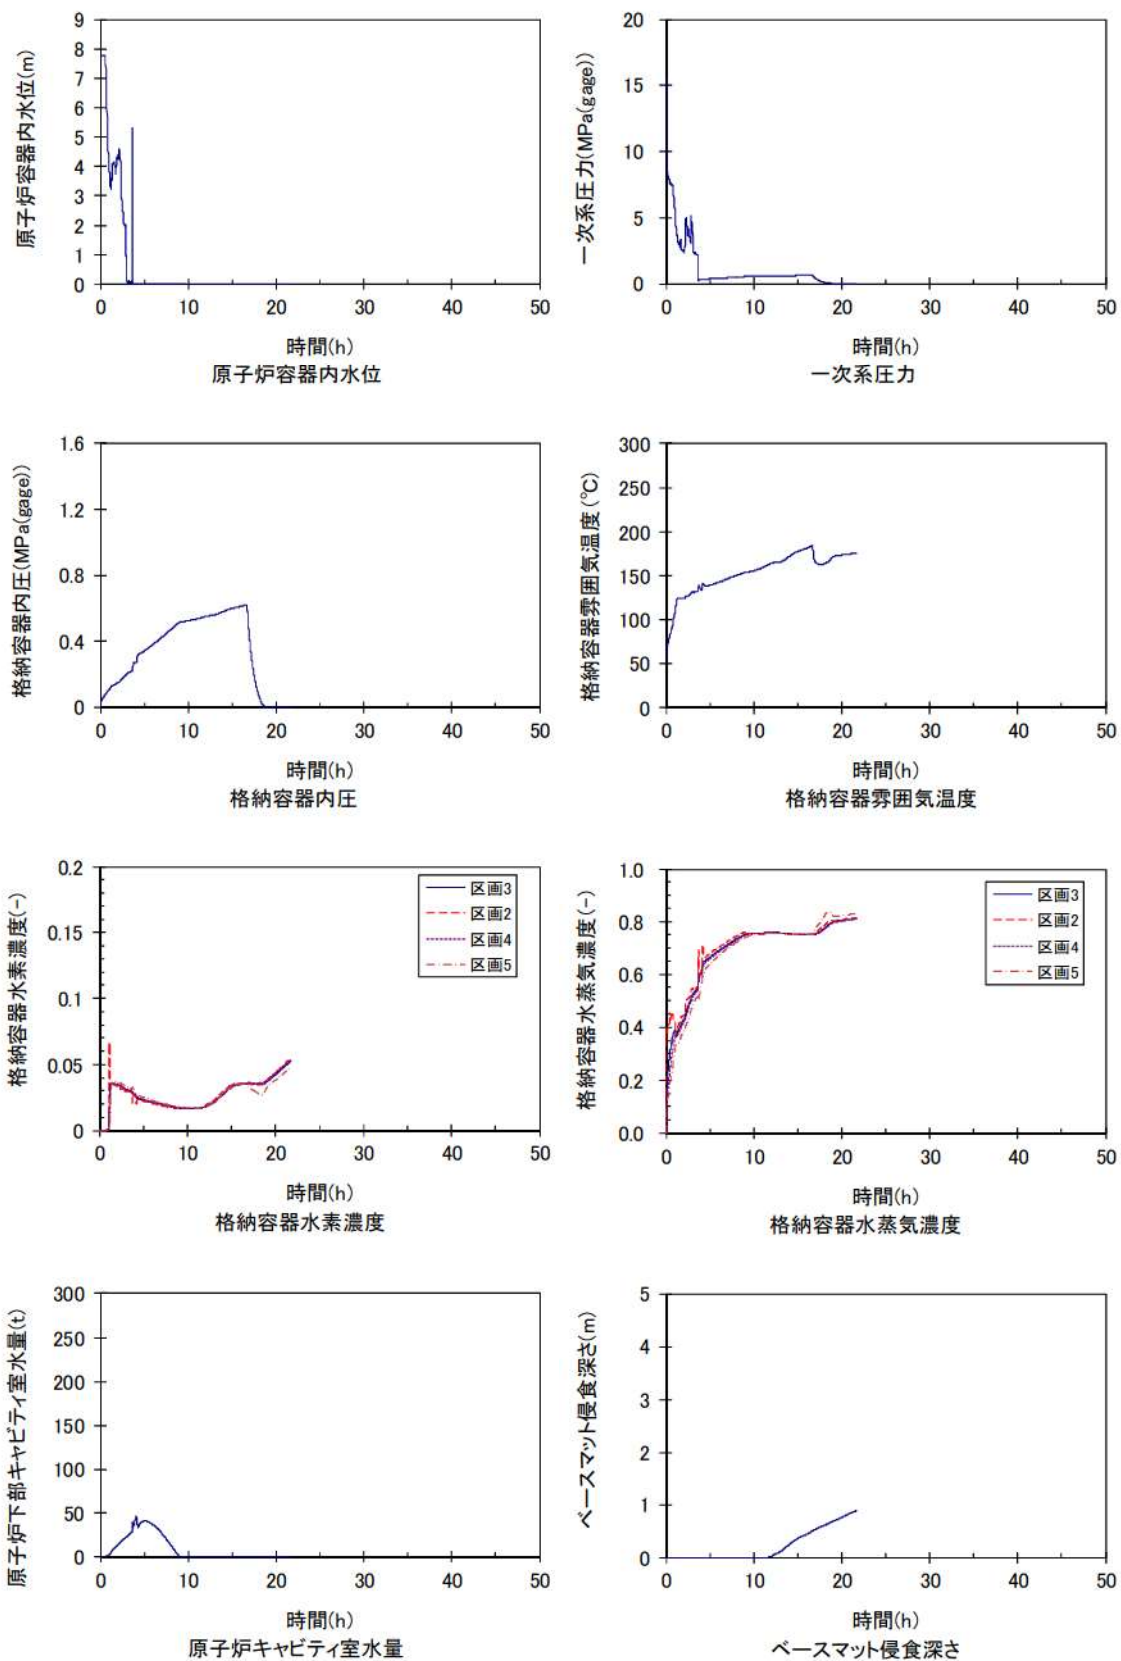 原子炉容器内水位(m)
9
8
7
6
5
4
3
2
1
0
0 10 20 30 40 50
時間(h)
原子炉容器内水位
一次系圧力(MPa(gage))
20
15
10
5
0
0 10 20 30 40 50
時間(h)
一次系圧力
格納容器内圧(MPa(gage))
1.6
1.2
0.8
0.4
0
0 10 20 30 40 50
時間(h)
格納容器内圧
格納容器雰囲気温度(℃)
300
250
200
150
100
50
0
0 10 20 30 40 50
時間(h)
格納容器雰囲気温度
格納容器水素濃度(-)
0.2
0.15
0.1
0.05
0
区画3
区画2
区画4
区画5
0 10 20 30 40 50
時間(h)
格納容器水素濃度
格納容器水蒸気濃度(-)
1.0
0.8
0.6
0.4
0.2
0.0
区画3
区画2
区画4
区画5
0 10 20 30 40 50
時間(h)
格納容器水蒸気濃度
原子炉下部キャビティ室水量(t)
300
250
200
150
100
50
0
0 10 20 30 40 50
時間(h)
原子炉キャビティ室水量
ベースマット侵食深さ(m)
5
4
3
2
1
0
0 10 20 30 40 50
時間(h)
ベースマット侵食深さ